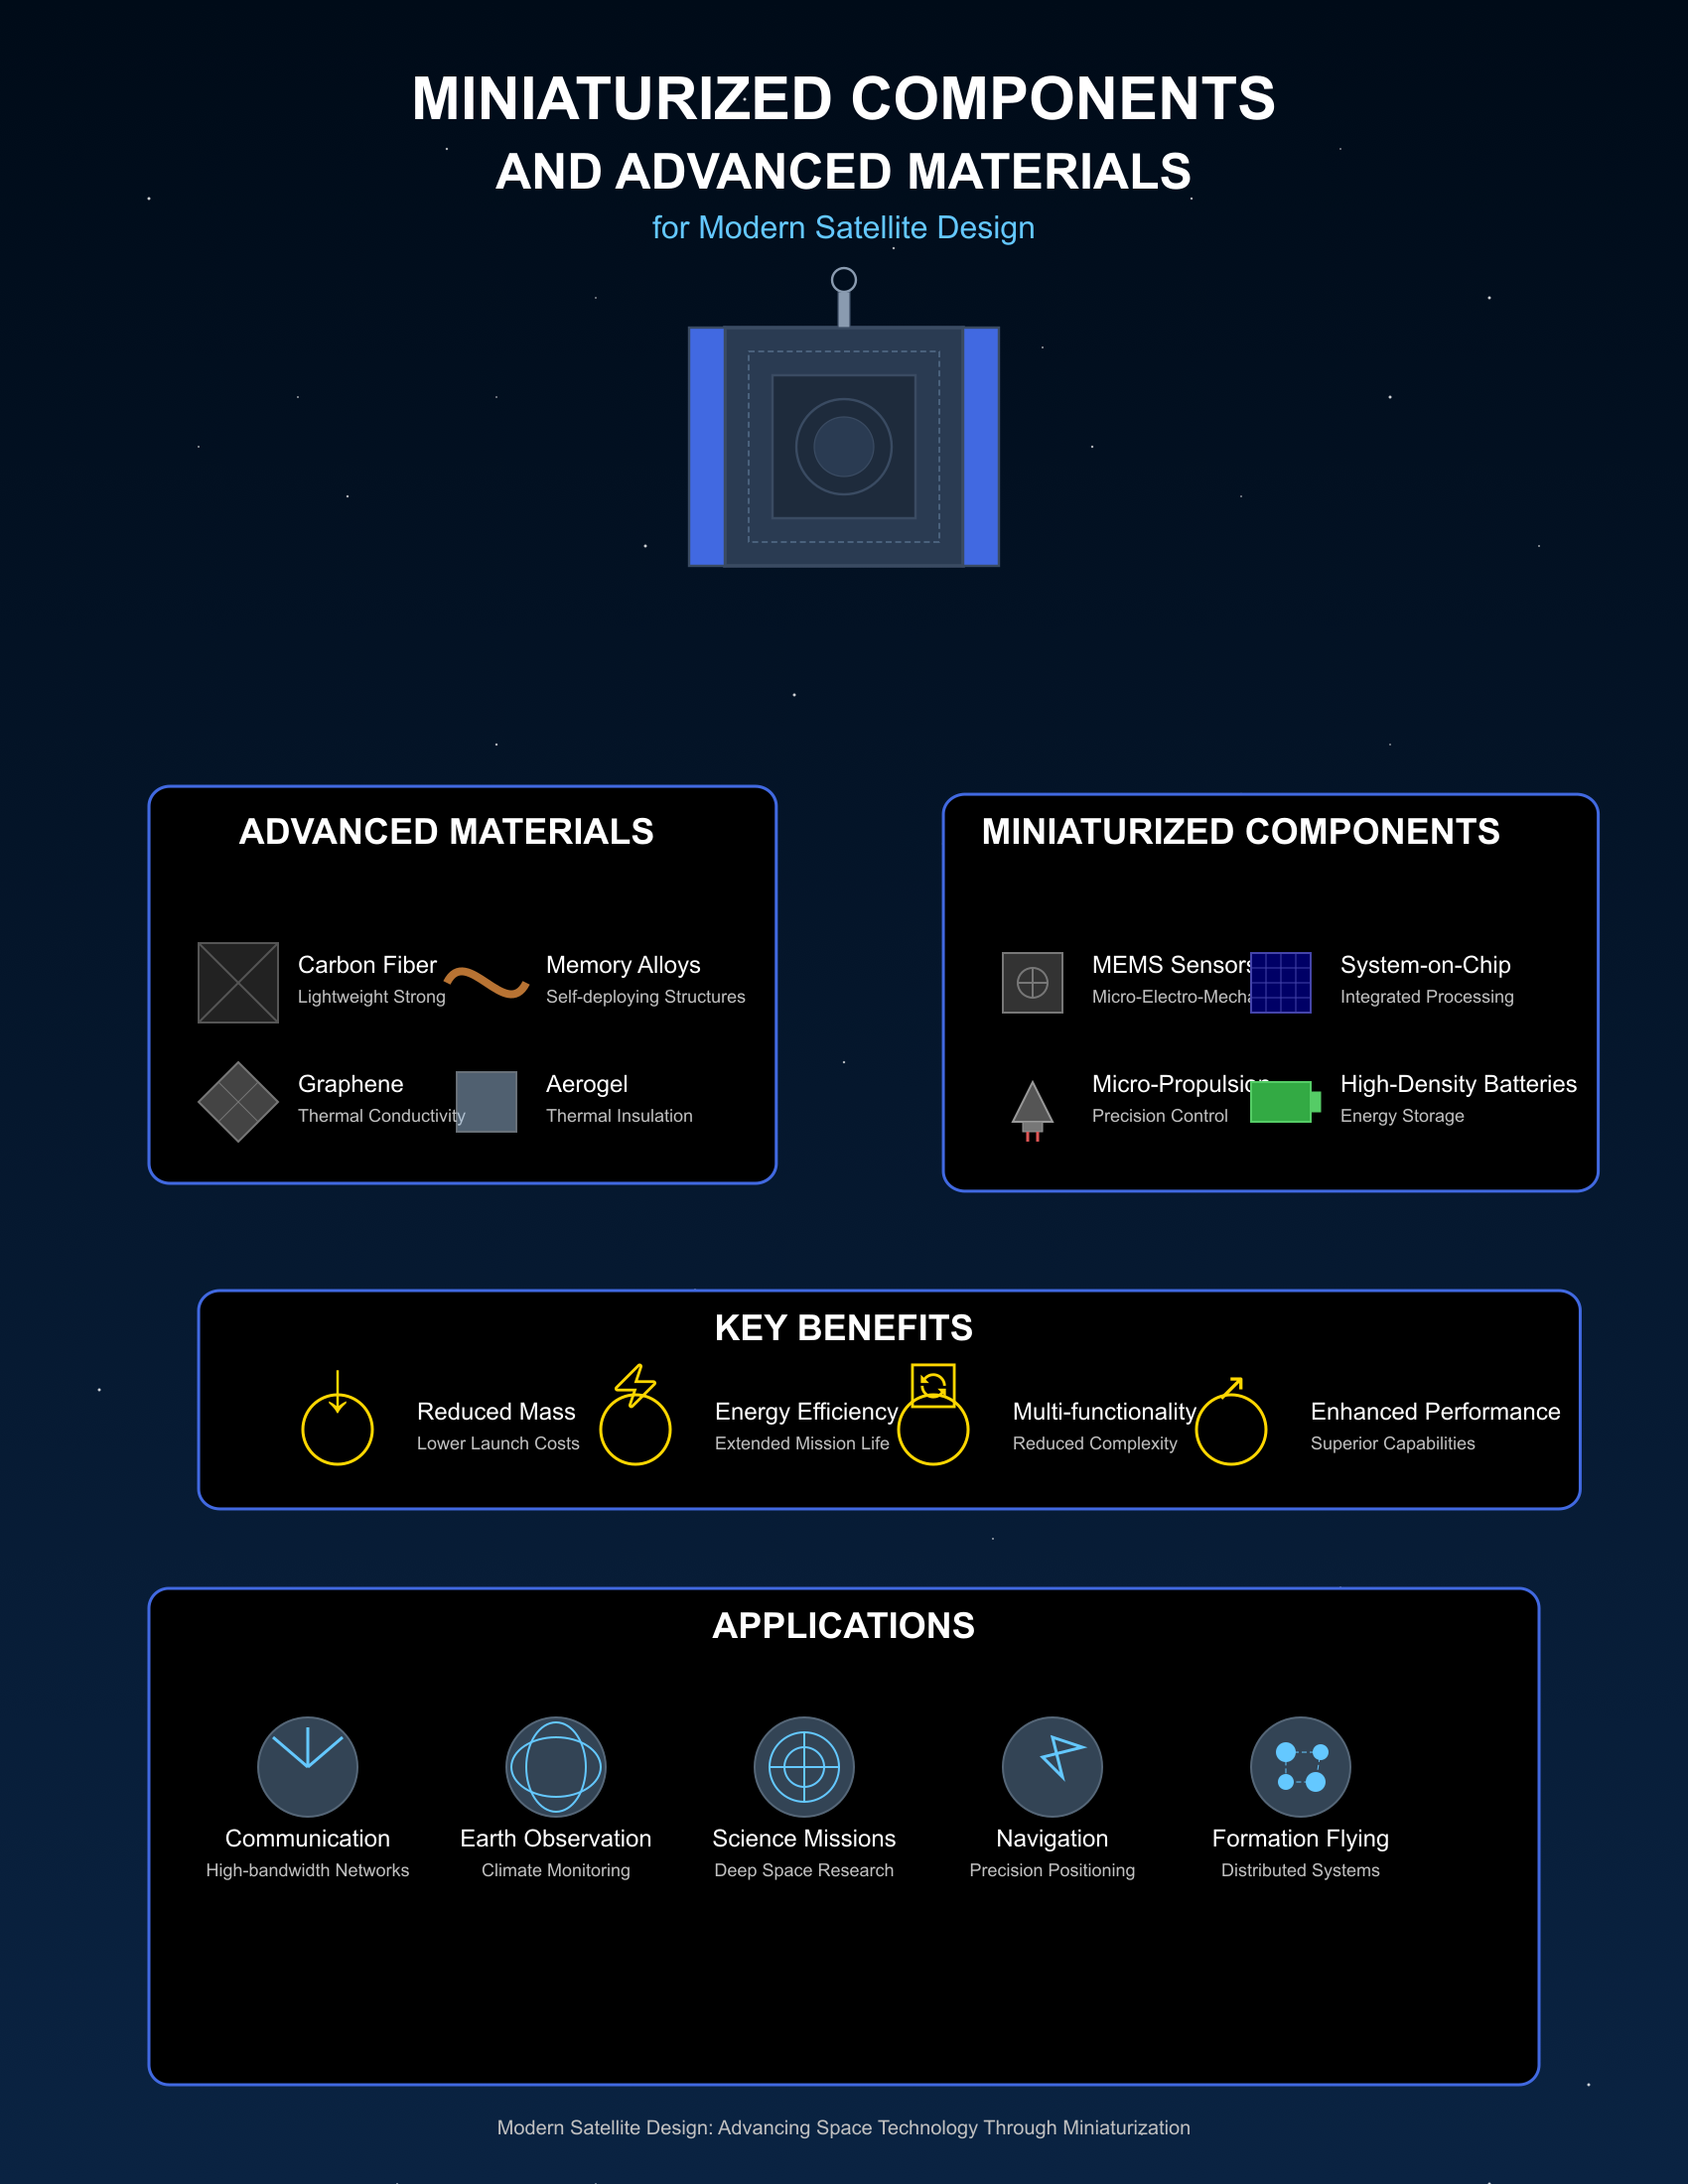 MINIATURIZED COMPONENTS
AND ADVANCED MATERIALS
for Modern Satellite Design
ADVANCED MATERIALS
Carbon Fiber
Lightweight Strong
Memory Alloys
Self-deploying Structures
Graphene
Thermal Conductivity
Aerogel
Thermal Insulation
MINIATURIZED COMPONENTS
MEMS Sensors
Micro-Electro-Mecha
System-on-Chip
Integrated Processing
Micro-Propulsion
Precision Control
High-Density Batteries
Energy Storage
KEY BENEFITS
Reduced Mass
Lower Launch Costs
Energy Efficiency
Extended Mission Life
Multi-functionality
Reduced Complexity
Enhanced Performance
Superior Capabilities
APPLICATIONS
Communication
High-bandwidth Networks
Earth Observation
Climate Monitoring
Science Missions
Deep Space Research
Navigation
Precision Positioning
Formation Flying
Distributed Systems
Modern Satellite Design: Advancing Space Technology Through Miniaturization